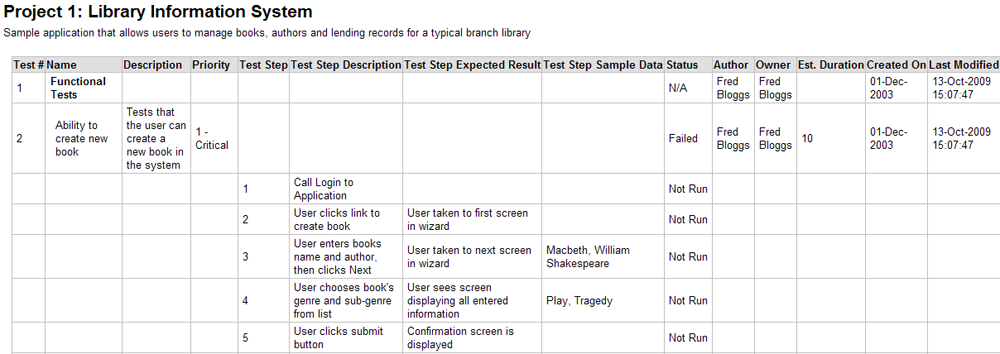 Project 1: Library Information System
Sample application that allows users to manage books, authors and lending records for a typical branch library
Test # Name Description Priority Test Step Test Step Description Test Step Expected Result Test Step Sample Data Status Author Owner Est. Duration Created On Last Modified
1 Functional Tests N/A Fred Bloggs Fred Bloggs 01-Dec-2003 13-Oct-2009 15:07:47
2 Ability to create new book Tests that the user can create a new book in the system 1 - Critical Failed Fred Bloggs Fred Bloggs 10 01-Dec-2003 13-Oct-2009 15:07:47
1 Call Login to Application Not Run
2 User clicks link to create book User taken to first screen in wizard Not Run
3 User enters books name and author, then clicks Next User taken to next screen in wizard Macbeth, William Shakespeare Not Run
4 User chooses book's genre and sub-genre from list User sees screen displaying all entered information Play, Tragedy Not Run
5 User clicks submit button Confirmation screen is displayed Not Run